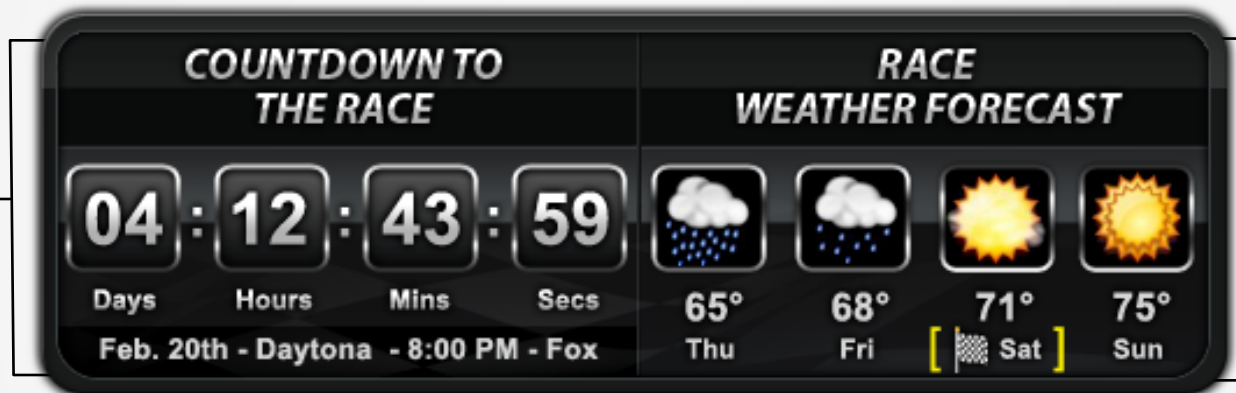 COUNTDOWN TO
THE RACE
04 : 12 : 43 : 59
Days Hours Mins Secs
Feb. 20th - Daytona - 8:00 PM - Fox
RACE
WEATHER FORECAST
65° 68° 71° 75°
Thu Fri [ Sat ] Sun